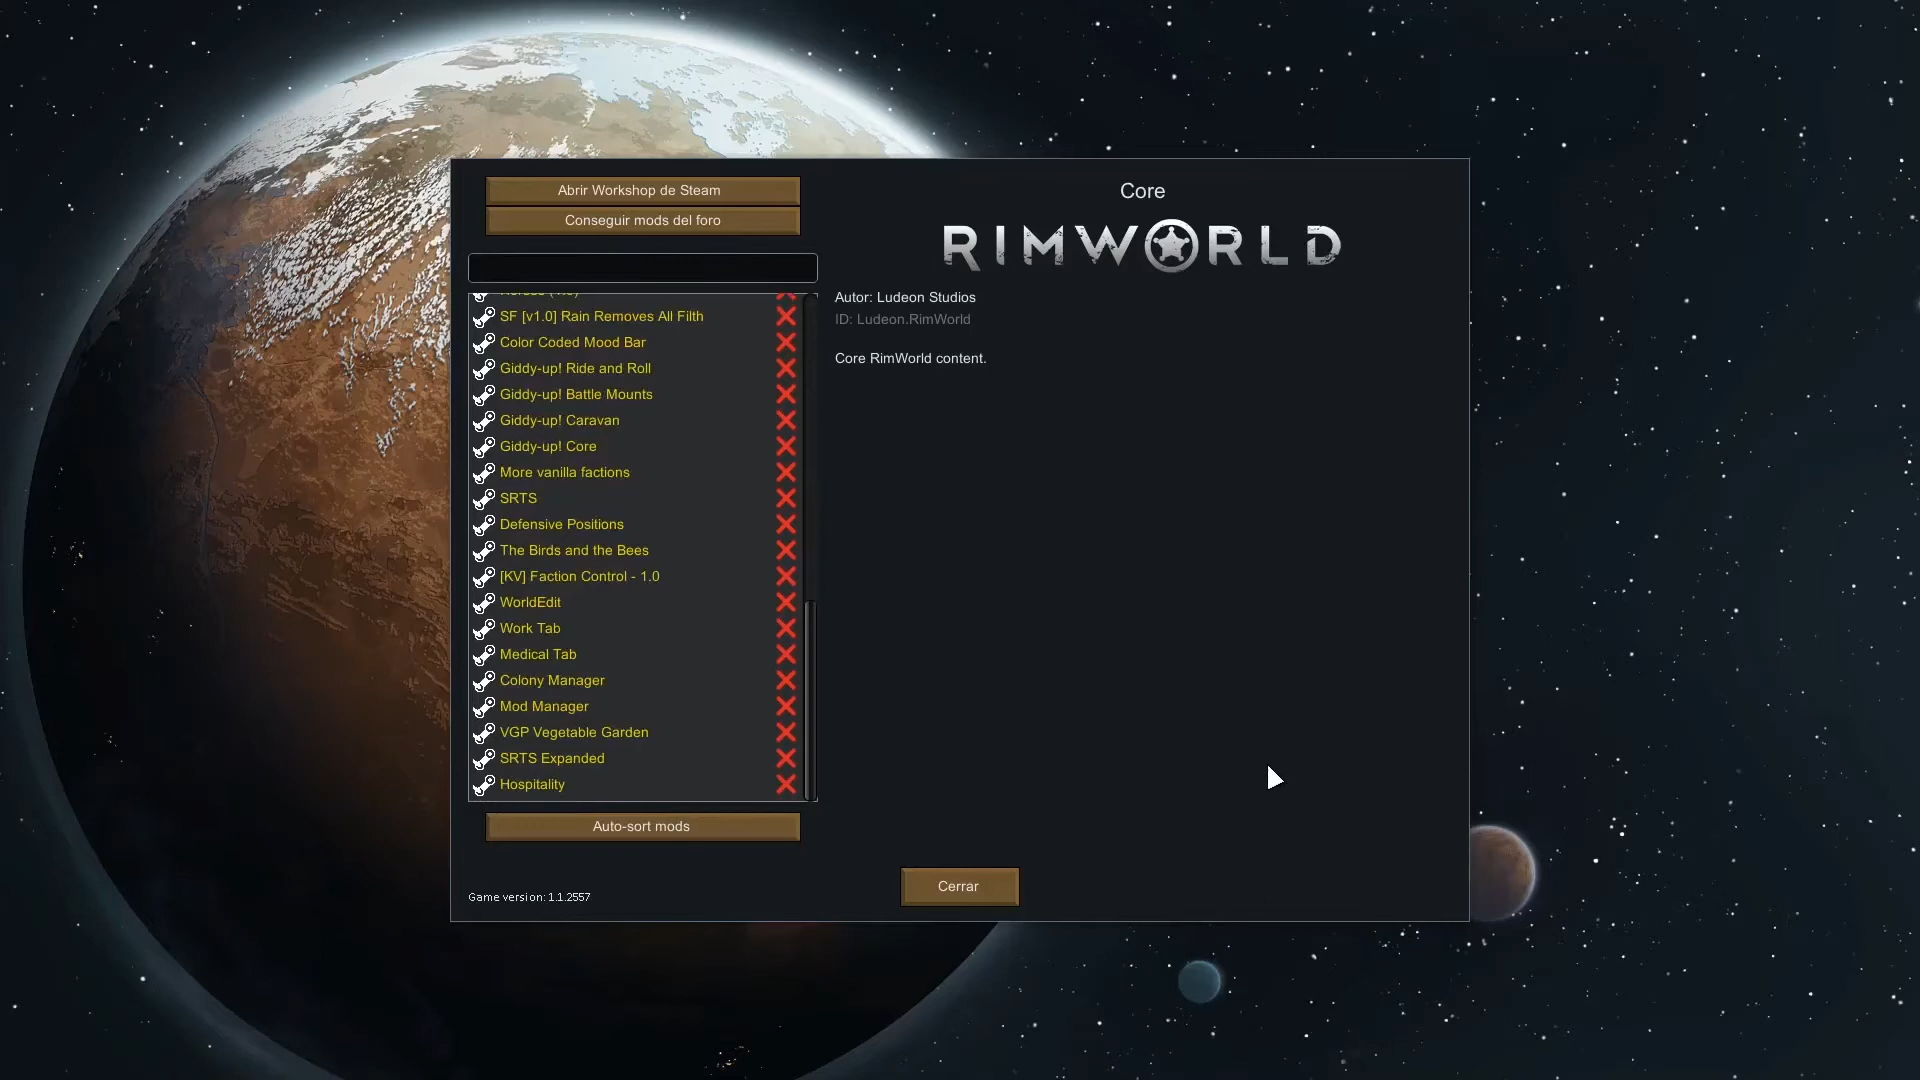 Abrir Workshop de Steam
Conseguir mods del foro
SF [v1.0] Rain Removes All Filth
Color Coded Mood Bar
Giddy-up! Ride and Roll
Giddy-up! Battle Mounts
Giddy-up! Caravan
Giddy-up! Core
More vanilla factions
SRTS
Defensive Positions
The Birds and the Bees
[KV] Faction Control - 1.0
WorldEdit
Work Tab
Medical Tab
Colony Manager
Mod Manager
VGP Vegetable Garden
SRTS Expanded
Hospitality
Auto-sort mods
Game version: 1.1.2557
Core
RIMWORLD
Autor: Ludeon Studios
ID: Ludeon.RimWorld
Core RimWorld content.
Cerrar